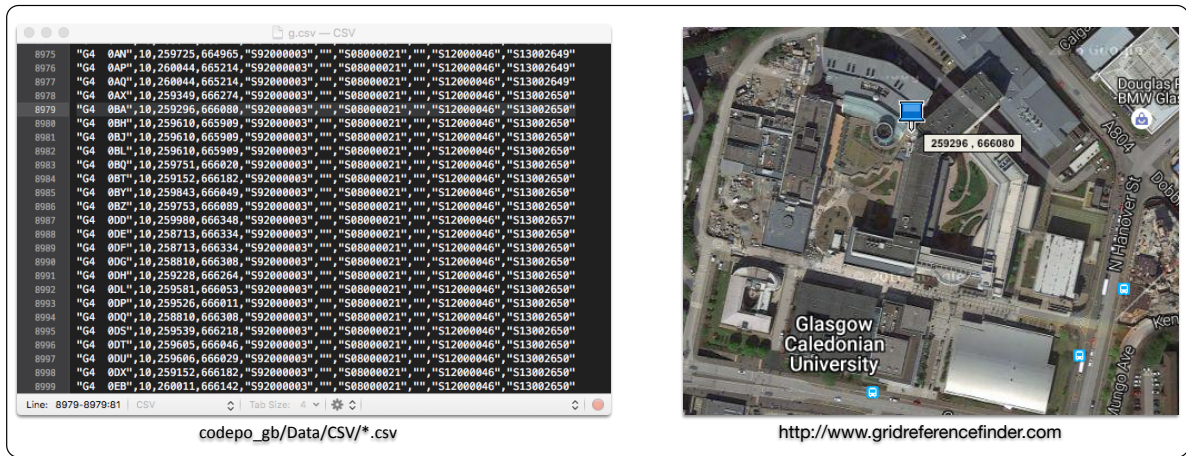 g.csv — CSV
8975 "G4 0AN",10,259725,664965,"S92000003","","S08000021","","S12000046","S13002649"
8976 "G4 0AP",10,260044,665214,"S92000003","","S08000021","","S12000046","S13002649"
8977 "G4 0AQ",10,260044,665214,"S92000003","","S08000021","","S12000046","S13002649"
8978 "G4 0AX",10,259349,666274,"S92000003","","S08000021","","S12000046","S13002650"
8979 "G4 0BA",10,259296,666080,"S92000003","","S08000021","","S12000046","S13002650"
8980 "G4 0BH",10,259610,665909,"S92000003","","S08000021","","S12000046","S13002650"
8981 "G4 0BJ",10,259610,665909,"S92000003","","S08000021","","S12000046","S13002650"
8982 "G4 0BL",10,259610,665909,"S92000003","","S08000021","","S12000046","S13002650"
8983 "G4 0BQ",10,259751,666020,"S92000003","","S08000021","","S12000046","S13002650"
8984 "G4 0BT",10,259152,666182,"S92000003","","S08000021","","S12000046","S13002650"
8985 "G4 0BY",10,259843,666049,"S92000003","","S08000021","","S12000046","S13002650"
8986 "G4 0BZ",10,259753,666089,"S92000003","","S08000021","","S12000046","S13002650"
8987 "G4 0DD",10,259980,666348,"S92000003","","S08000021","","S12000046","S13002657"
8988 "G4 0DE",10,258713,666334,"S92000003","","S08000021","","S12000046","S13002650"
8989 "G4 0DF",10,258713,666334,"S92000003","","S08000021","","S12000046","S13002650"
8990 "G4 0DG",10,258810,666308,"S92000003","","S08000021","","S12000046","S13002650"
8991 "G4 0DH",10,259228,666264,"S92000003","","S08000021","","S12000046","S13002650"
8992 "G4 0DL",10,259581,666053,"S92000003","","S08000021","","S12000046","S13002650"
8993 "G4 0DP",10,259526,666011,"S92000003","","S08000021","","S12000046","S13002650"
8994 "G4 0DQ",10,258810,666308,"S92000003","","S08000021","","S12000046","S13002650"
8995 "G4 0DS",10,259539,666218,"S92000003","","S08000021","","S12000046","S13002650"
8996 "G4 0DT",10,259605,666046,"S92000003","","S08000021","","S12000046","S13002650"
8997 "G4 0DU",10,259606,666029,"S92000003","","S08000021","","S12000046","S13002650"
8998 "G4 0DX",10,259152,666182,"S92000003","","S08000021","","S12000046","S13002650"
8999 "G4 0EB",10,260011,666142,"S92000003","","S08000021","","S12000046","S13002650"
Line: 8979-8979:81 CSV Tab Size: 4
codepo_gb/Data/CSV/*.csv
Douglas
BMW
A804
259296 , 666080
N Hanover St
Glasgow
Caledonian
University
Mungo Ave
http://www.gridreferencefinder.com